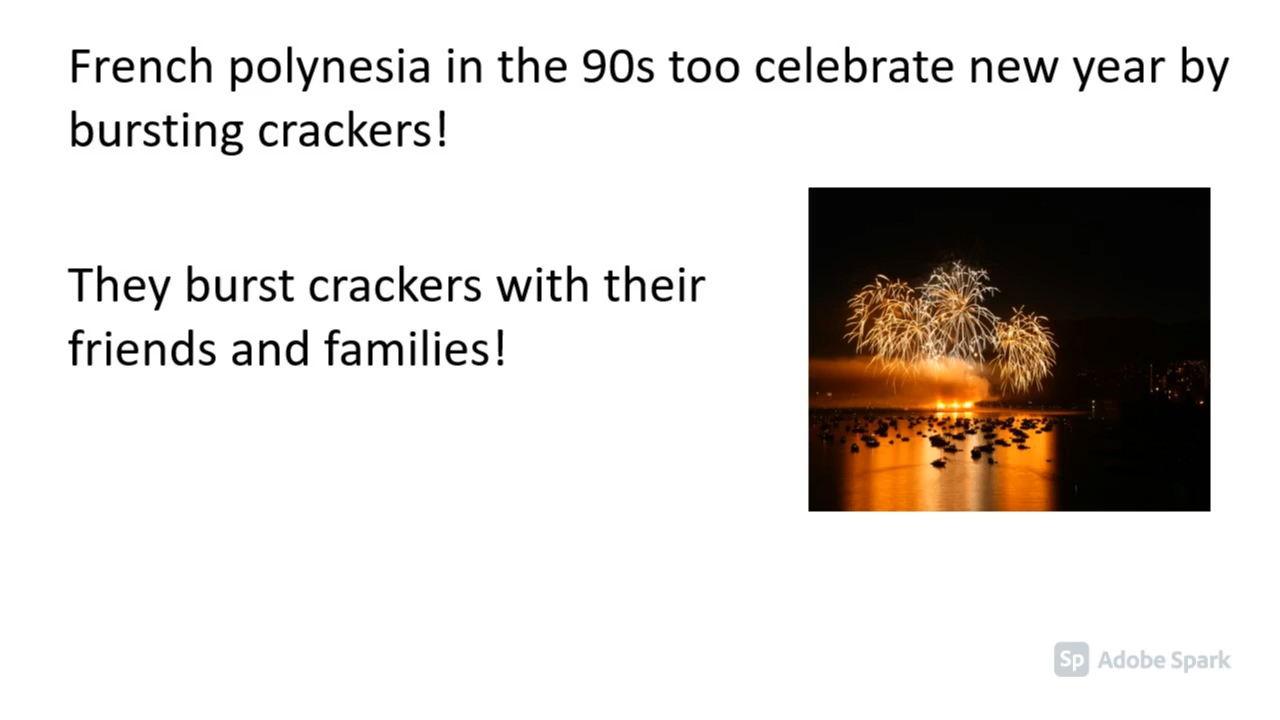 French polynesia in the 90s too celebrate new year by
bursting crackers!
They burst crackers with their
friends and families!
Sp Adobe Spark